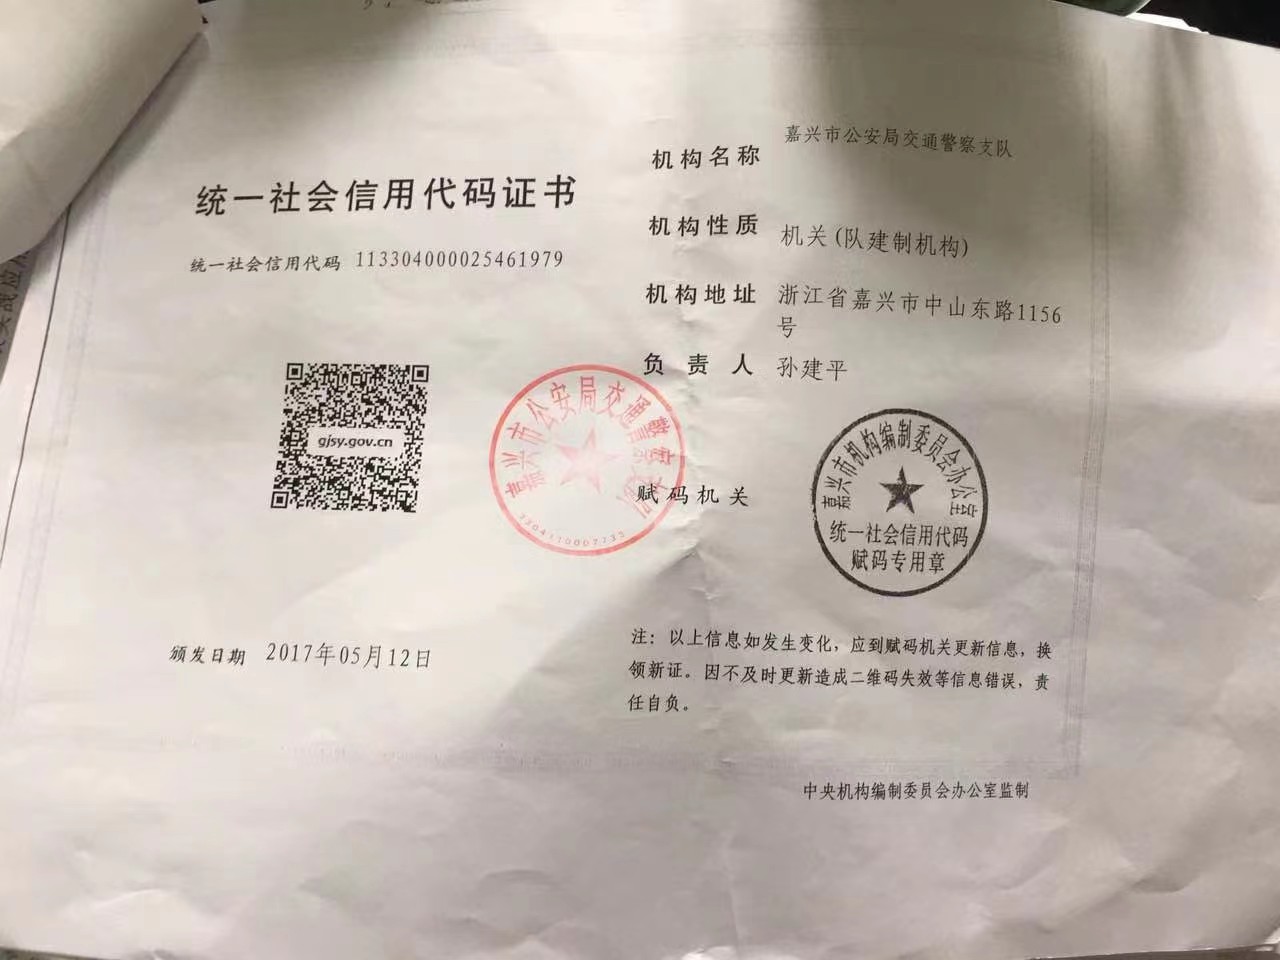 统一社会信用代码证书
统一社会信用代码 113304000025461979
gjsy.gov.cn
颁发日期 2017年05月12日
机构名称 嘉兴市公安局交通警察支队
机构性质 机关(队建制机构)
机构地址 浙江省嘉兴市中山东路1156
号
负责人 孙建平
嘉兴市公安局交通警察支队
赋码机关
嘉兴市机构编制委员会办公室
统一社会信用代码
赋码专用章
注：以上信息如发生变化，应到赋码机关更新信息，换
领新证。因不及时更新造成二维码失效等信息错误，责
任自负。
中央机构编制委员会办公室监制